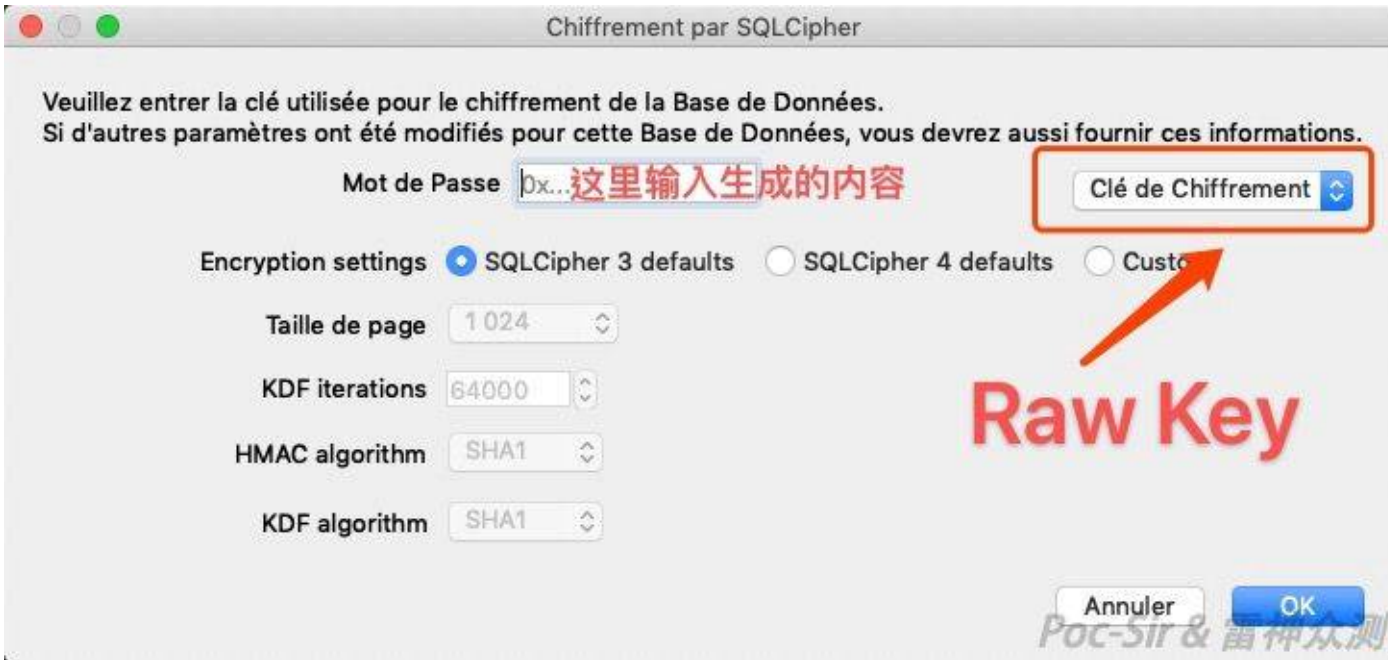 Chiffrement par SQLCipher
Veuillez entrer la clé utilisée pour le chiffrement de la Base de Données.
Si d'autres paramètres ont été modifiés pour cette Base de Données, vous devrez aussi fournir ces informations.
Mot de Passe 0x...这里输入生成的内容 Clé de Chiffrement
Encryption settings SQLCipher 3 defaults SQLCipher 4 defaults Custo
Taille de page 1 024
KDF iterations 64000
Raw Key
HMAC algorithm SHA1
KDF algorithm SHA1
Annuler OK
Poc-Sir & 雷神众测